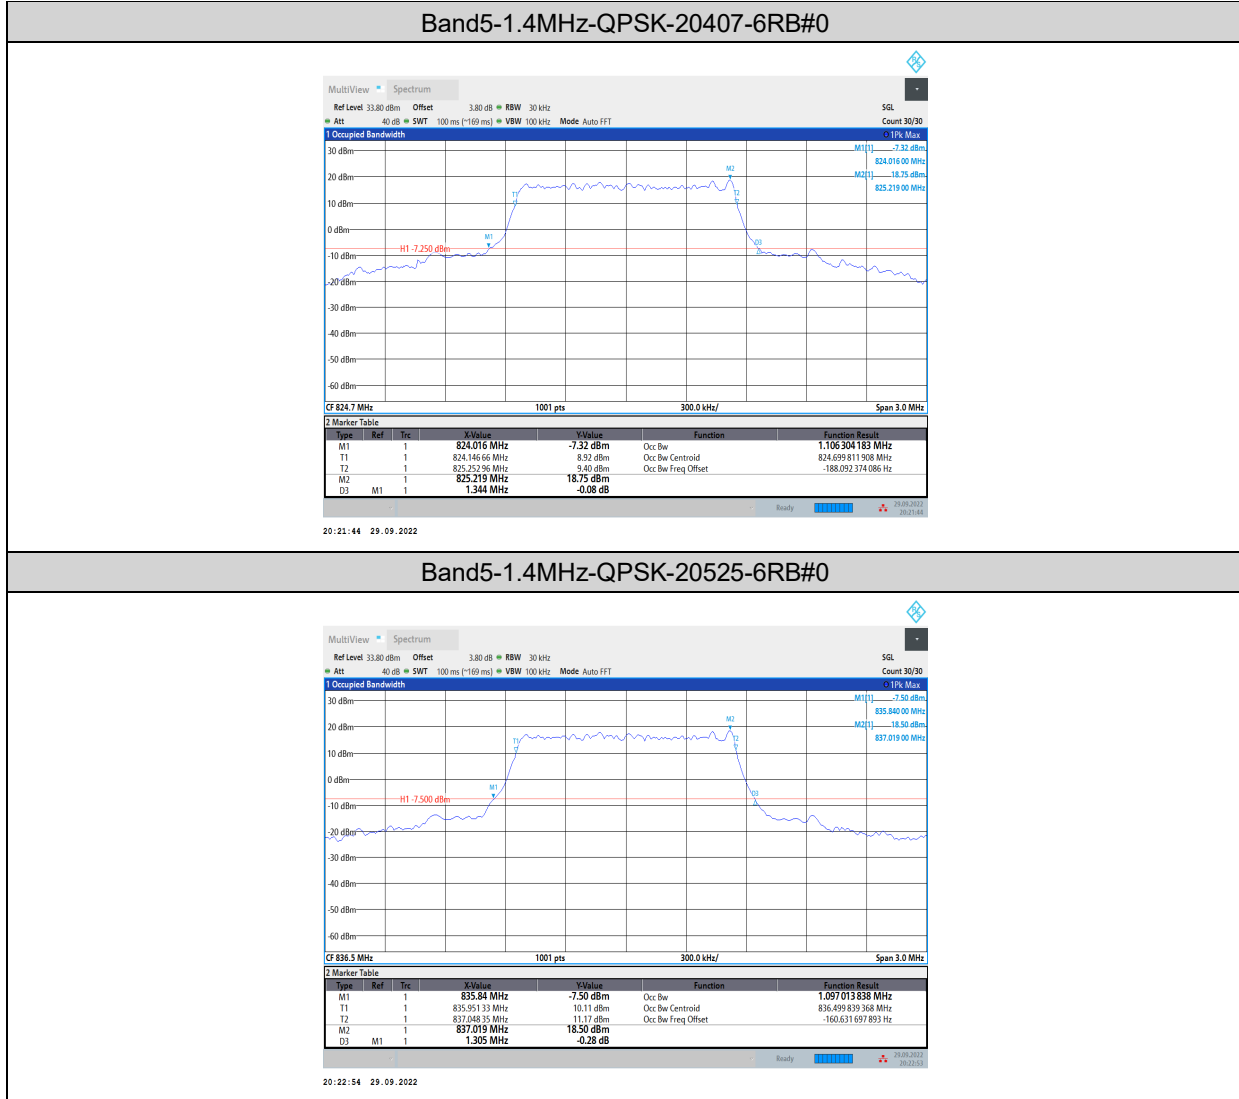 Band5-1.4MHz-QPSK-20407-6RB#0
MultiView Spectrum
Ref Level 33.80 dBm Offset 3.80 dB RBW 30 kHz SGL
Att 40 dB SWT 100 ms (~169 ms) VBW 100 kHz Mode Auto FFT Count 30/30
1 Occupied Bandwidth 1Pk Max
M1[1] -7.32 dBm
824.016 00 MHz
M2[1] 18.75 dBm
825.219 00 MHz
30 dBm
20 dBm
10 dBm
0 dBm
-10 dBm
-20 dBm
-30 dBm
-40 dBm
-50 dBm
-60 dBm
M2
T1
T2
M1
D3
H1 -7.250 dBm
CF 824.7 MHz 1001 pts 300.0 kHz/ Span 3.0 MHz
2 Marker Table
Type Ref Trc X-Value Y-Value Function Function Result
M1 1 824.016 MHz -7.32 dBm Occ Bw 1.106 304 183 MHz
T1 1 824.146 66 MHz 8.92 dBm Occ Bw Centroid 824.699 811 908 MHz
T2 1 825.252 96 MHz 9.40 dBm Occ Bw Freq Offset -188.092 374 086 Hz
M2 1 825.219 MHz 18.75 dBm
D3 M1 1 1.344 MHz -0.08 dB
Ready 29.09.2022
20:21:44
20:21:44 29.09.2022
Band5-1.4MHz-QPSK-20525-6RB#0
MultiView Spectrum
Ref Level 33.80 dBm Offset 3.80 dB RBW 30 kHz SGL
Att 40 dB SWT 100 ms (~169 ms) VBW 100 kHz Mode Auto FFT Count 30/30
1 Occupied Bandwidth 1Pk Max
M1[1] -7.50 dBm
835.840 00 MHz
M2[1] 18.50 dBm
837.019 00 MHz
30 dBm
20 dBm
10 dBm
0 dBm
-10 dBm
-20 dBm
-30 dBm
-40 dBm
-50 dBm
-60 dBm
M2
T1
T2
M1
D3
H1 -7.500 dBm
CF 836.5 MHz 1001 pts 300.0 kHz/ Span 3.0 MHz
2 Marker Table
Type Ref Trc X-Value Y-Value Function Function Result
M1 1 835.84 MHz -7.50 dBm Occ Bw 1.097 013 838 MHz
T1 1 835.951 33 MHz 10.11 dBm Occ Bw Centroid 836.499 839 368 MHz
T2 1 837.048 35 MHz 11.17 dBm Occ Bw Freq Offset -160.631 697 893 Hz
M2 1 837.019 MHz 18.50 dBm
D3 M1 1 1.305 MHz -0.28 dB
Ready 29.09.2022
20:22:53
20:22:54 29.09.2022